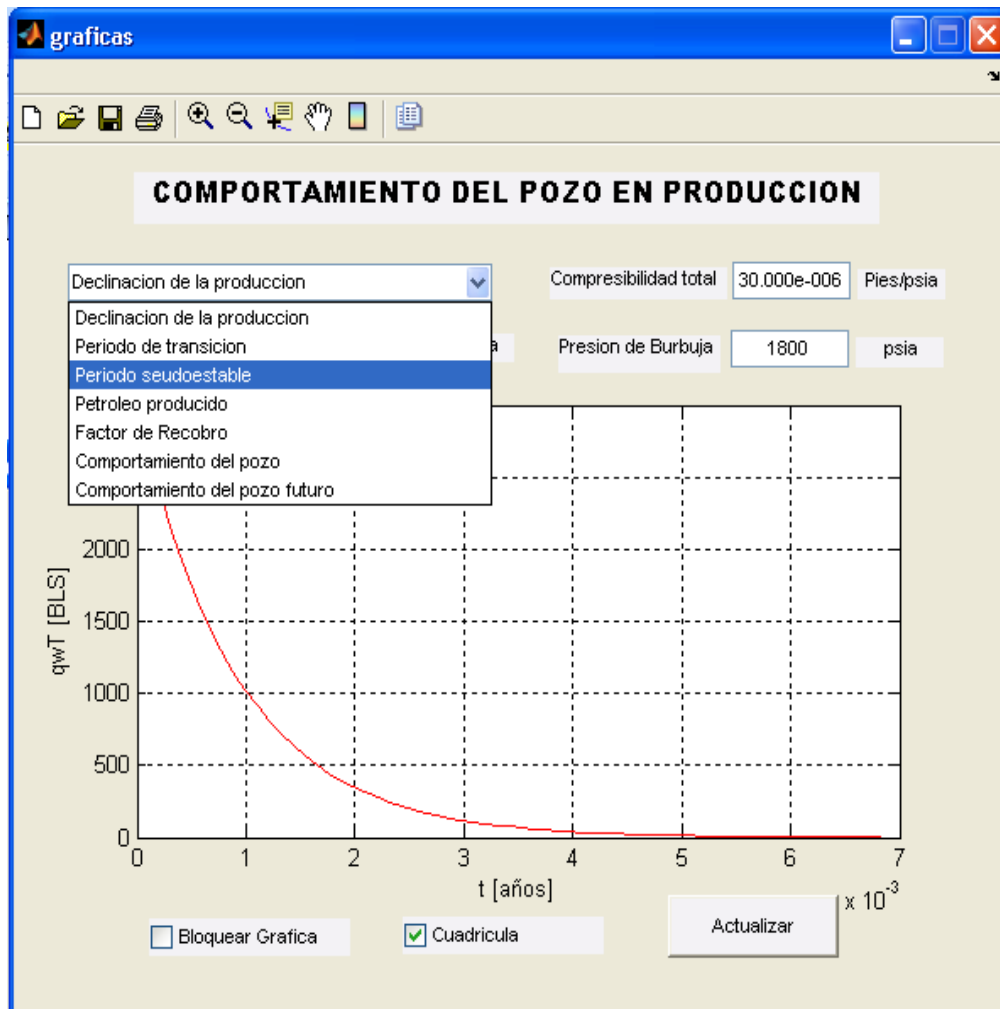 graficas
COMPORTAMIENTO DEL POZO EN PRODUCCION
Declinacion de la produccion
Compresibilidad total 30.000e-006 Pies/psia
Declinacion de la produccion
Periodo de transicion
Periodo seudoestable
Petroleo producido
Factor de Recobro
Comportamiento del pozo
Comportamiento del pozo futuro
a
Presion de Burbuja 1800 psia
2000
1500
1000
500
0
qwT [BLS]
0 1 2 3 4 5 6 7
t [años]
x 10-3
Bloquear Grafica
Cuadricula
Actualizar